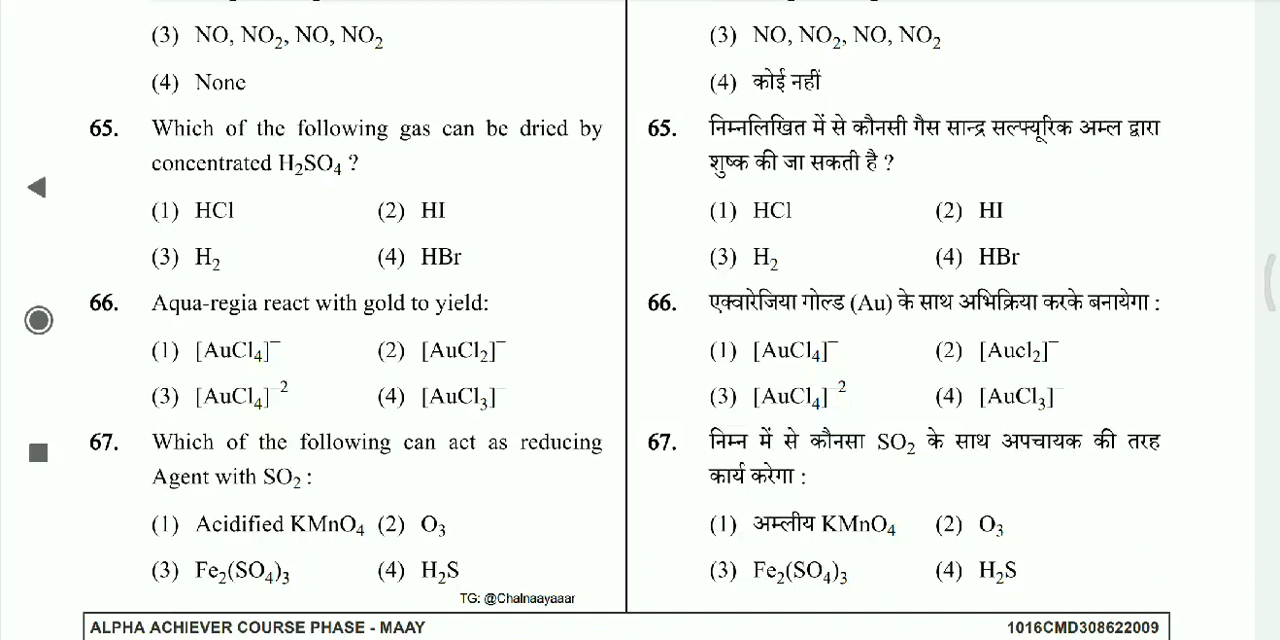 (3) NO, NO₂, NO, NO₂
(4) None
65. Which of the following gas can be dried by
concentrated H₂SO₄ ?
(1) HCl (2) HI
(3) H₂ (4) HBr
66. Aqua-regia react with gold to yield:
(1) [AuCl₄]⁻ (2) [AuCl₂]⁻
(3) [AuCl₄]⁻² (4) [AuCl₃]⁻
67. Which of the following can act as reducing
Agent with SO₂ :
(1) Acidified KMnO₄ (2) O₃
(3) Fe₂(SO₄)₃ (4) H₂S
TG: @Chalnaayaaar
(3) NO, NO₂, NO, NO₂
(4) कोई नहीं
65. निम्नलिखित में से कौनसी गैस सान्द्र सल्फ्यूरिक अम्ल द्वारा
शुष्क की जा सकती है ?
(1) HCl (2) HI
(3) H₂ (4) HBr
66. एक्वारेजिया गोल्ड (Au) के साथ अभिक्रिया करके बनायेगा :
(1) [AuCl₄]⁻ (2) [Aucl₂]⁻
(3) [AuCl₄]⁻² (4) [AuCl₃]⁻
67. निम्न में से कौनसा SO₂ के साथ अपचायक की तरह
कार्य करेगा :
(1) अम्लीय KMnO₄ (2) O₃
(3) Fe₂(SO₄)₃ (4) H₂S
ALPHA ACHIEVER COURSE PHASE - MAAY 1016CMD308622009